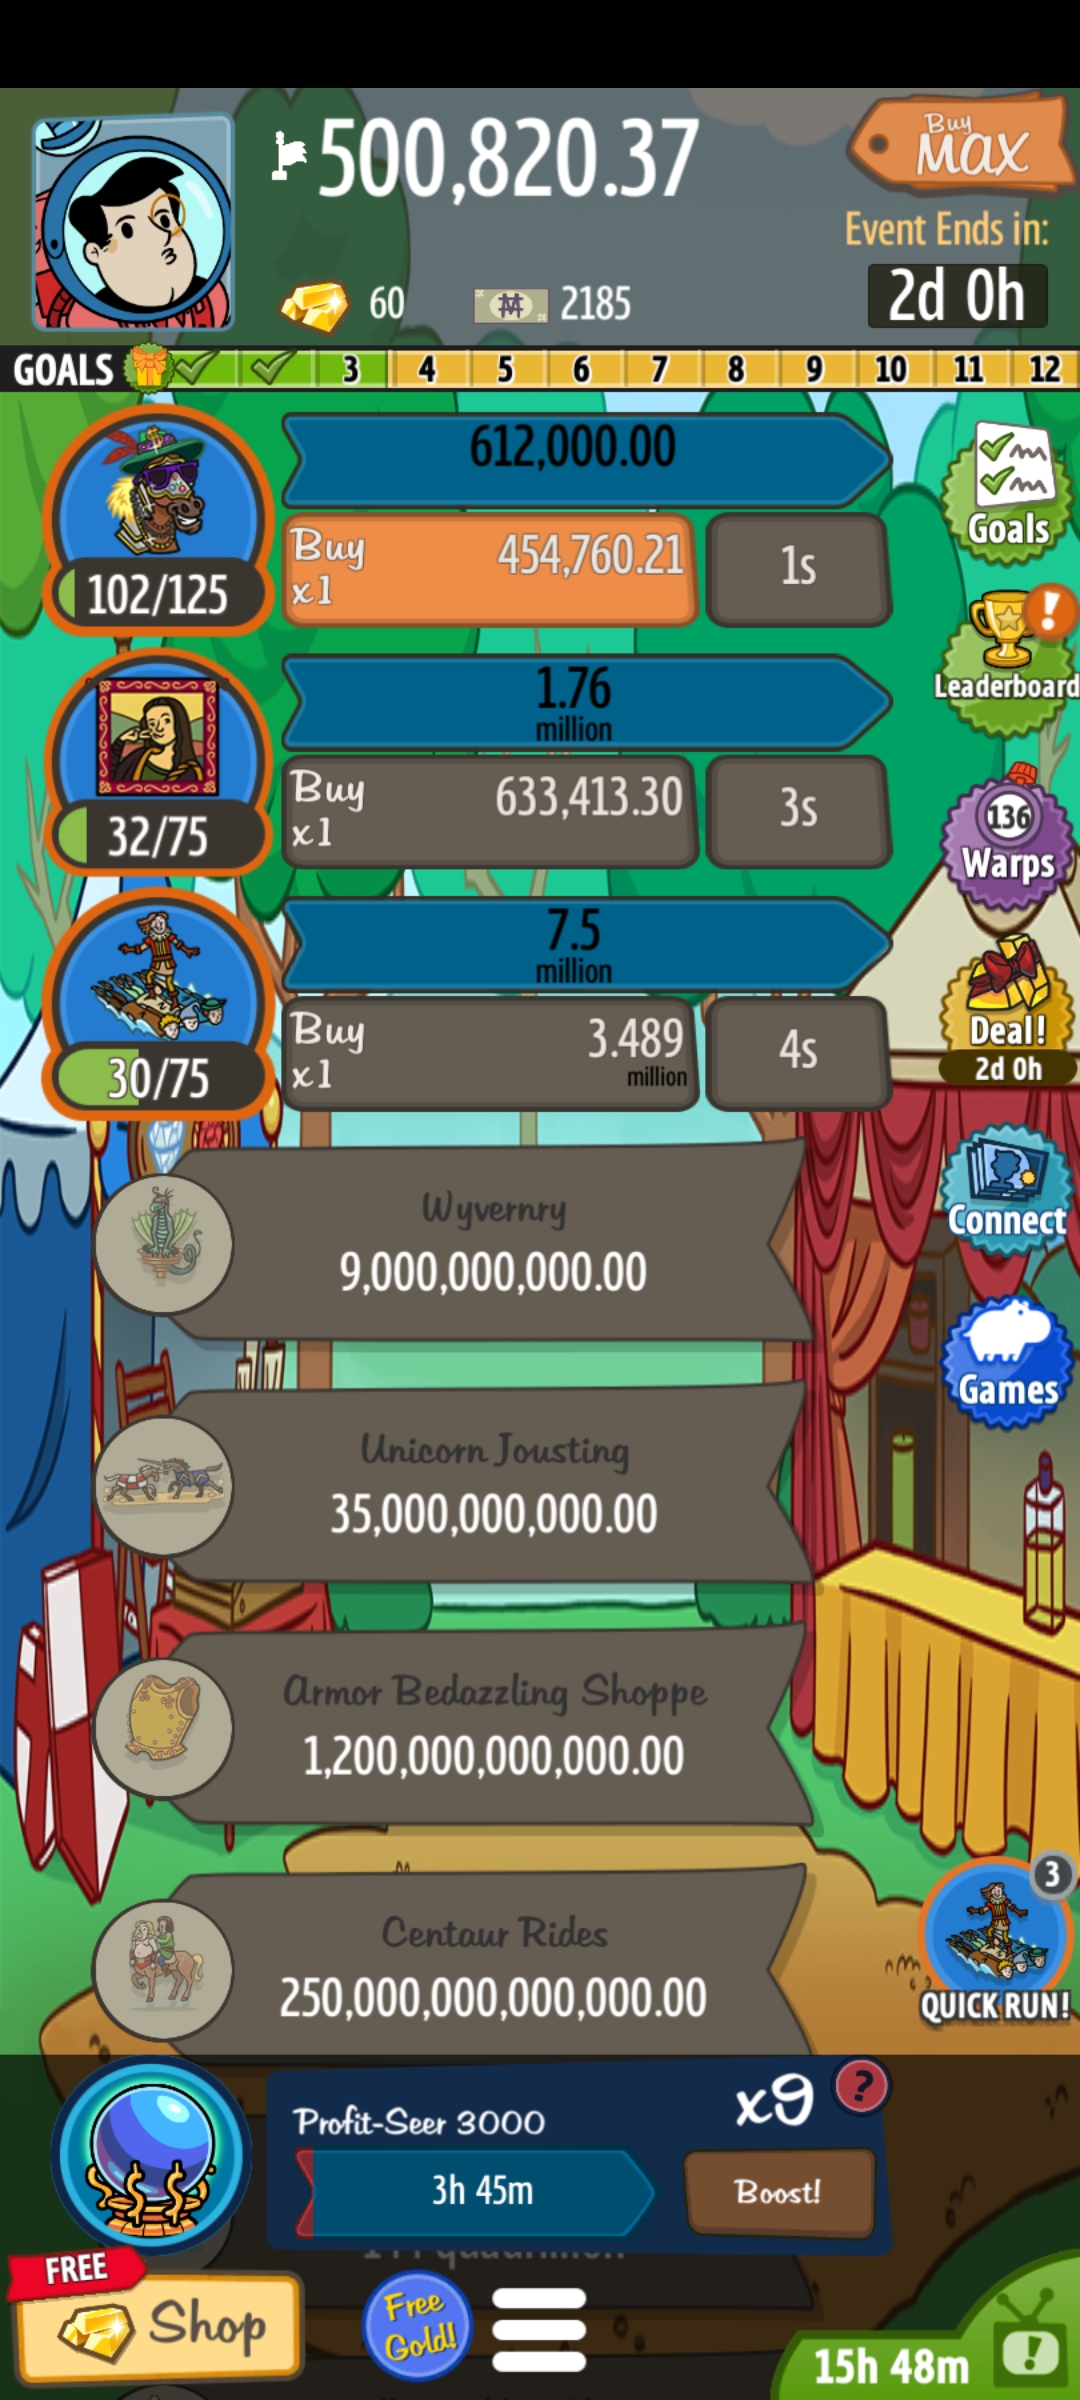 500,820.37
Buy
MAX
Event Ends in:
2d 0h
60
2185
GOALS 3 4 5 6 7 8 9 10 11 12
612,000.00
Buy
x1
454,760.21
1s
102/125
Goals
!
Leaderboard
1.76
million
Buy
x1
633,413.30
3s
32/75
136
Warps
7.5
million
Buy
x1
3.489
million
4s
30/75
Deal!
2d 0h
Wyvernry
9,000,000,000.00
Connect
Unicorn Jousting
35,000,000,000.00
Games
Armor Bedazzling Shoppe
1,200,000,000,000.00
Centaur Rides
250,000,000,000,000.00
3
QUICK RUN!
Profit-Seer 3000
x9
?
3h 45m
Boost!
FREE
Shop
Free
Gold!
15h 48m
!